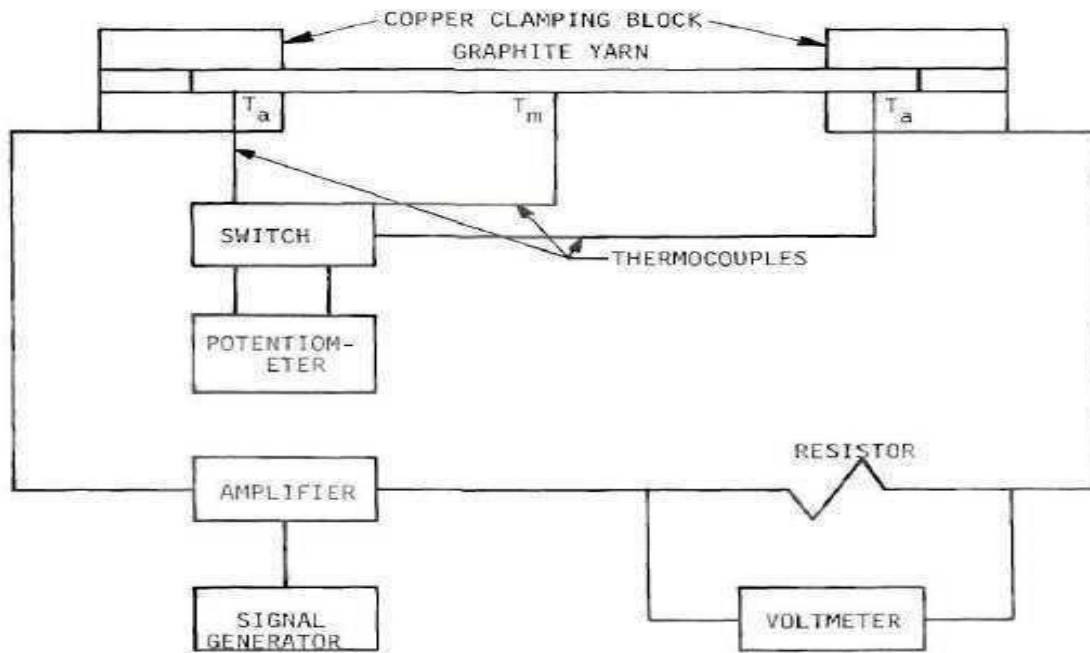 COPPER CLAMPING BLOCK
GRAPHITE YARN
Ta
Tm
Ta
SWITCH
THERMOCOUPLES
POTENTIOM-
ETER
RESISTOR
AMPLIFIER
SIGNAL
GENERATOR
VOLTMETER